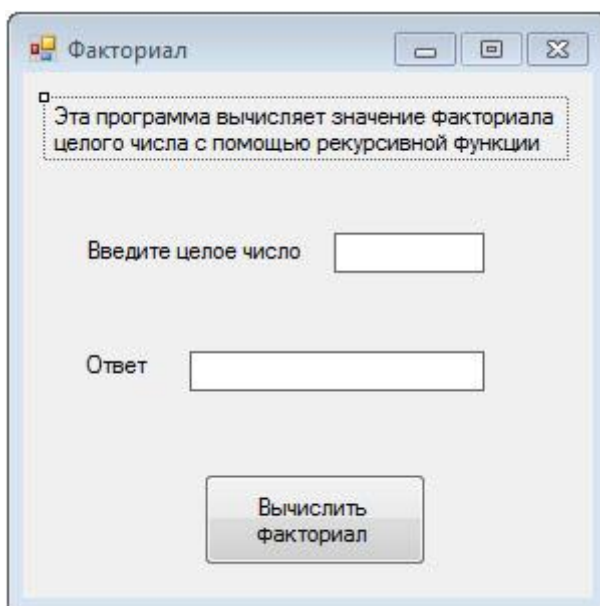 Факториал
Эта программа вычисляет значение факториала
целого числа с помощью рекурсивной функции
Введите целое число
Ответ
Вычислить
факториал